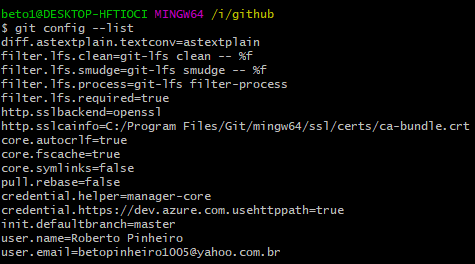 beto1@DESKTOP-HFTIOCI MINGW64 /i/github
$ git config --list
diff.astextplain.textconv=astextplain
filter.lfs.clean=git-lfs clean -- %f
filter.lfs.smudge=git-lfs smudge -- %f
filter.lfs.process=git-lfs filter-process
filter.lfs.required=true
http.sslbackend=openssl
http.sslcainfo=C:/Program Files/Git/mingw64/ssl/certs/ca-bundle.crt
core.autocrlf=true
core.fscache=true
core.symlinks=false
pull.rebase=false
credential.helper=manager-core
credential.https://dev.azure.com.usehttppath=true
init.defaultbranch=master
user.name=Roberto Pinheiro
user.email=betopinheiro1005@yahoo.com.br